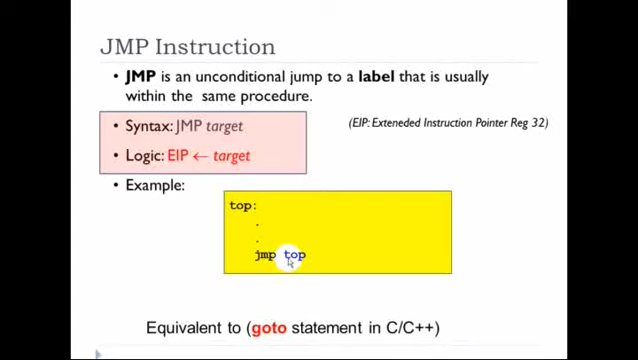 JMP Instruction
• JMP is an unconditional jump to a label that is usually
within the same procedure.
• Syntax: JMP target
(EIP: Exteneded Instruction Pointer Reg 32)
• Logic: EIP ← target
• Example:
top:
.
.
jmp top
Equivalent to (goto statement in C/C++)